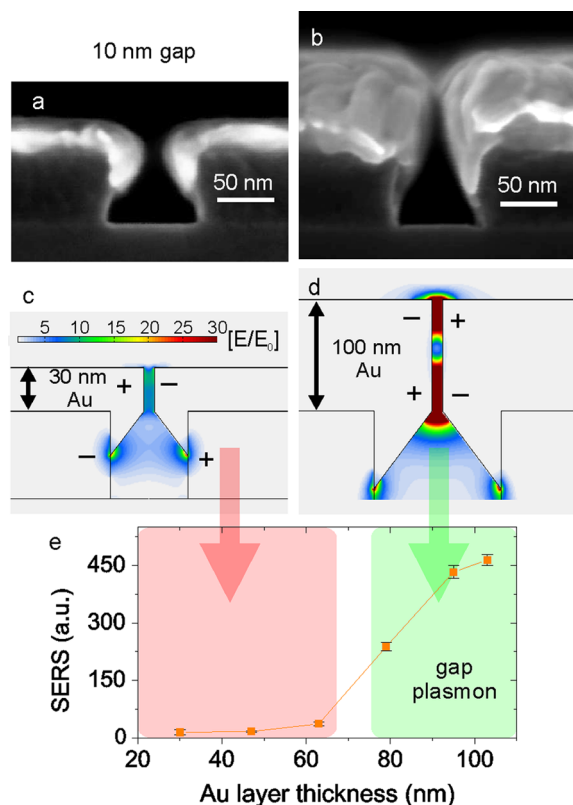 10 nm gap
a
50 nm
b
50 nm
c
5 10 15 20 25 30 [E/E₀]
30 nm
Au
+ −
− +
d
100 nm
Au
− +
+ −
e
SERS (a.u.)
450
300
150
0
gap
plasmon
20 40 60 80 100
Au layer thickness (nm)